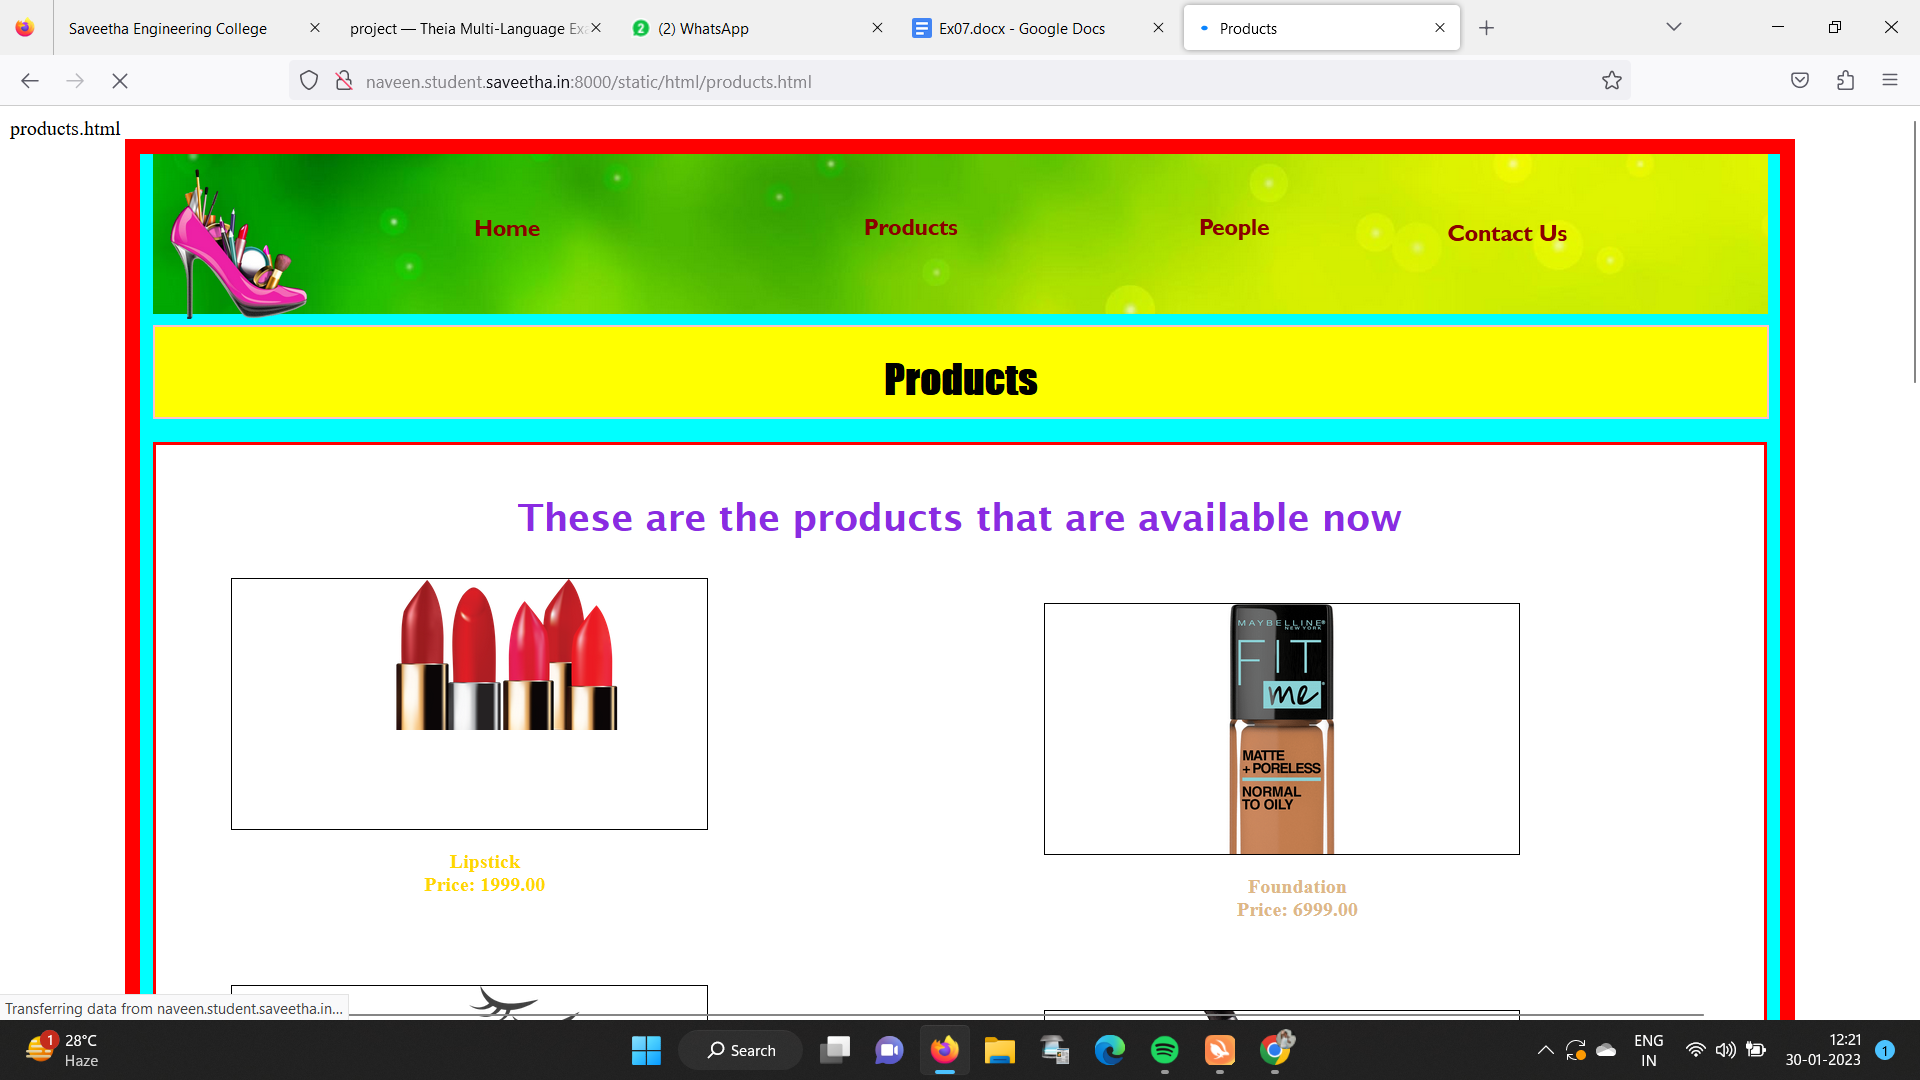 Saveetha Engineering College
project — Theia Multi-Language Ex
2 (2) WhatsApp
Ex07.docx - Google Docs
Products
naveen.student.saveetha.in:8000/static/html/products.html
products.html
Home
Products
People
Contact Us
Products
These are the products that are available now
MAYBELLINE®
NEW YORK
FIT
me
MATTE
+ PORELESS
NORMAL
TO OILY
Lipstick
Price: 1999.00
Foundation
Price: 6999.00
Transferring data from naveen.student.saveetha.in...
1
28°C
Haze
Search
ENG
IN
12:21
30-01-2023
1